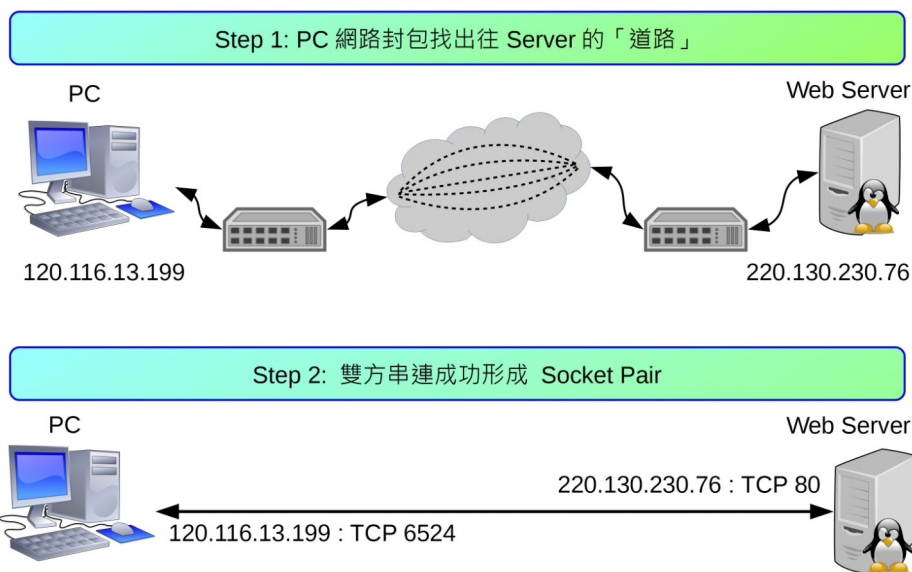 Step 1: PC 網路封包找出往 Server 的「道路」
PC
Web Server
120.116.13.199
220.130.230.76
Step 2: 雙方串連成功形成 Socket Pair
PC
Web Server
220.130.230.76 : TCP 80
120.116.13.199 : TCP 6524